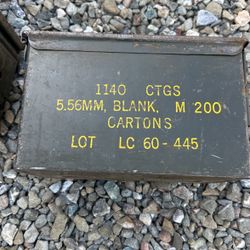 1140 CTGS
5.56MM, BLANK, M 200
CARTONS
LOT LC 60-445